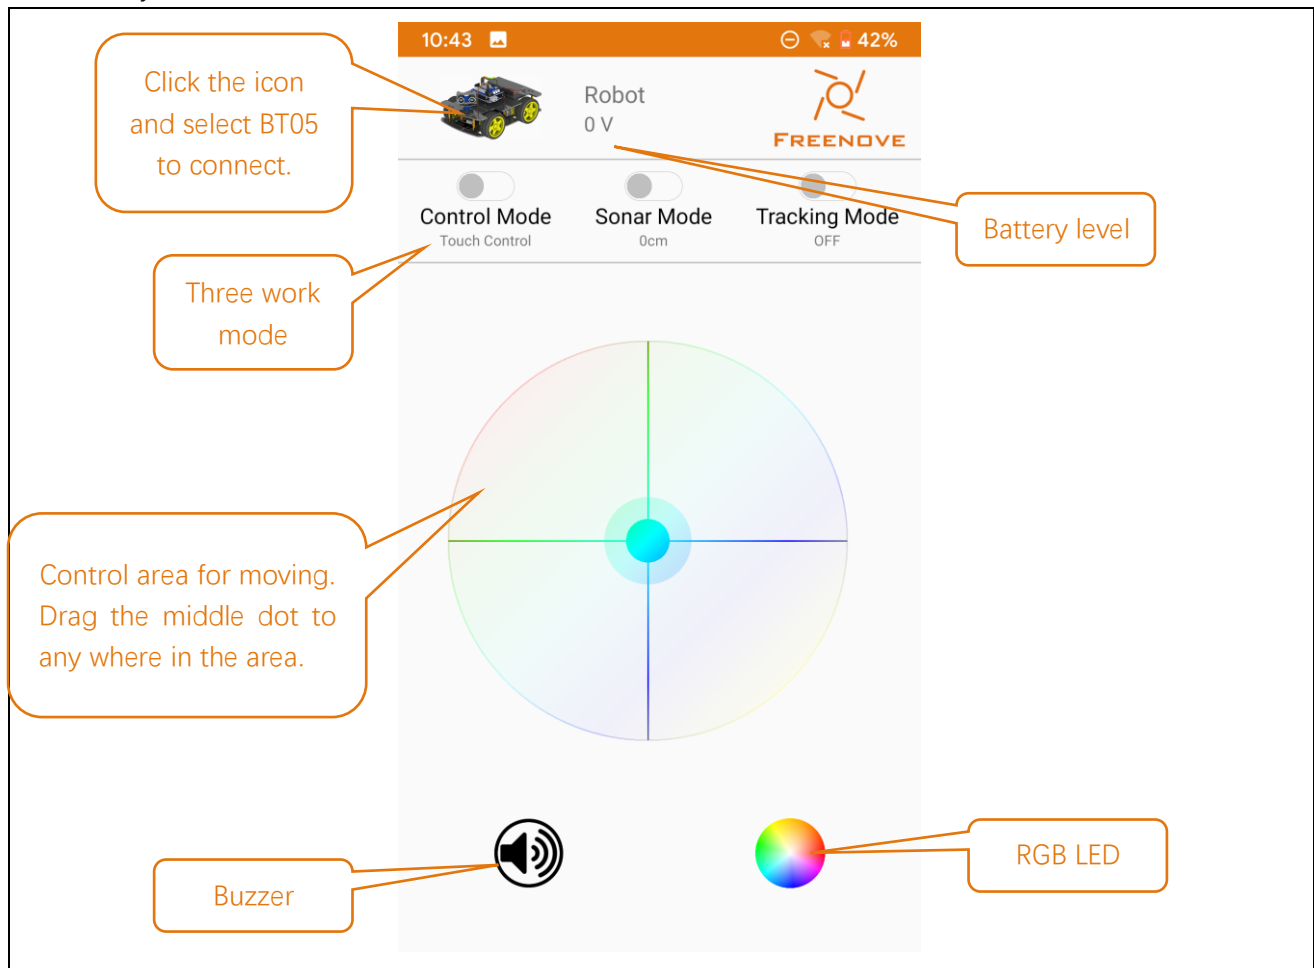 10:43
42%
Click the icon
and select BT05
to connect.
Robot
0 V
FREENOVE
Control Mode
Touch Control
Sonar Mode
0cm
Tracking Mode
OFF
Battery level
Three work
mode
Control area for moving.
Drag the middle dot to
any where in the area.
Buzzer
RGB LED